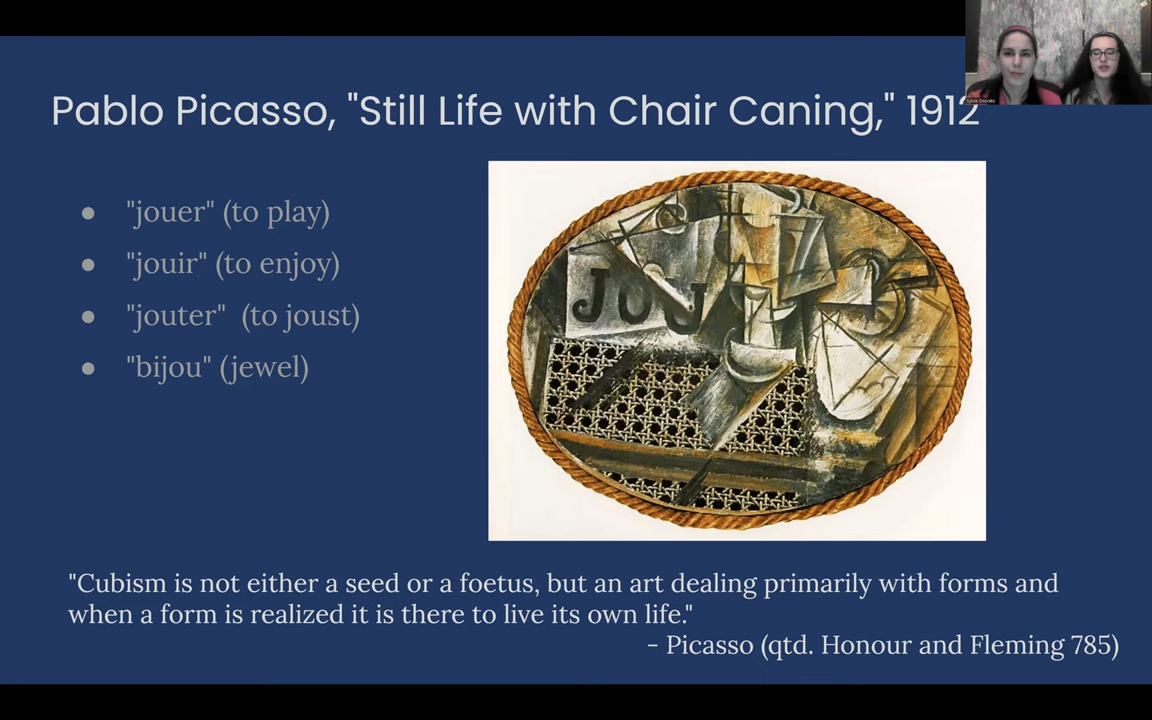 Pablo Picasso, "Still Life with Chair Caning," 1912
● "jouer" (to play)
● "jouir" (to enjoy)
● "jouter"  (to joust)
● "bijou" (jewel)
JOU
"Cubism is not either a seed or a foetus, but an art dealing primarily with forms and
when a form is realized it is there to live its own life."
- Picasso (qtd. Honour and Fleming 785)